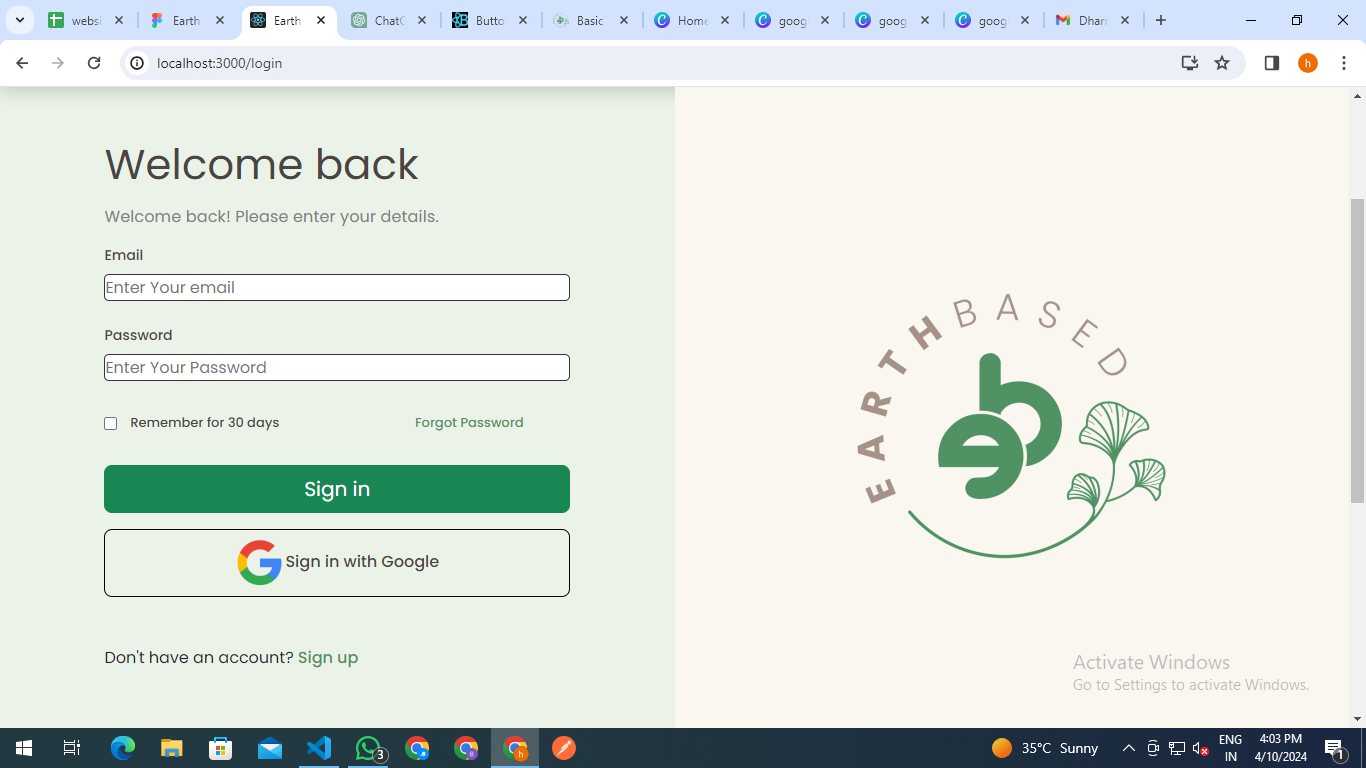 websi
Earth
Earth
ChatG
Butto
Basic
Home
goog
goog
goog
Dharm
localhost:3000/login
h
Welcome back
Welcome back! Please enter your details.
Email
Enter Your email
Password
Enter Your Password
Remember for 30 days
Forgot Password
Sign in
Sign in with Google
Don't have an account? Sign up
EARTHBASED
eb
Activate Windows
Go to Settings to activate Windows.
3
h
35°C Sunny
ENG
IN
4:03 PM
4/10/2024
1